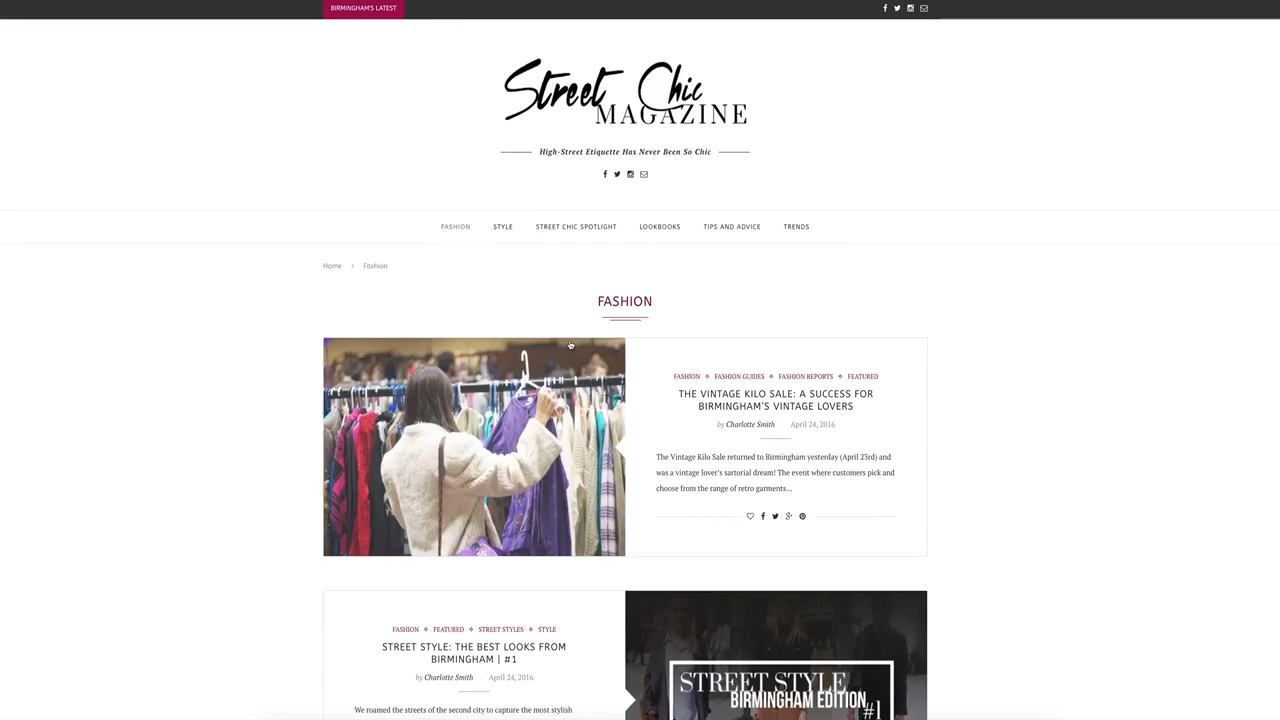 BIRMINGHAM'S LATEST
Street Chic
MAGAZINE
High-Street Etiquette Has Never Been So Chic
FASHION STYLE STREET CHIC SPOTLIGHT LOOKBOOKS TIPS AND ADVICE TRENDS
Home › Fashion
FASHION
FASHION ◇ FASHION GUIDES ◇ FASHION REPORTS ◇ FEATURED
THE VINTAGE KILO SALE: A SUCCESS FOR
BIRMINGHAM'S VINTAGE LOVERS
by Charlotte Smith April 24, 2016
The Vintage Kilo Sale returned to Birmingham yesterday (April 23rd) and
was a vintage lover's sartorial dream! The event where customers pick and
choose from the range of retro garments...
FASHION ◇ FEATURED ◇ STREET STYLES ◇ STYLE
STREET STYLE: THE BEST LOOKS FROM
BIRMINGHAM | #1
by Charlotte Smith April 24, 2016
We roamed the streets of the second city to capture the most stylish
STREET STYLE
BIRMINGHAM EDITION
#1